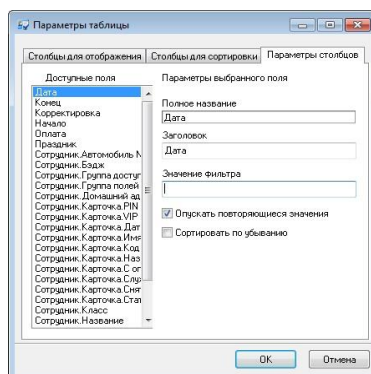 Параметры таблицы
Столбцы для отображения
Столбцы для сортировки
Параметры столбцов
Доступные поля
Дата
Конец
Корректировка
Начало
Оплата
Праздник
Сотрудник.Автомобиль №
Сотрудник.Бэдж
Сотрудник.Группа доступ
Сотрудник.Группа полей
Сотрудник.Домашний ад
Сотрудник.Карточка.PIN
Сотрудник.Карточка.VIP
Сотрудник.Карточка.Дат
Сотрудник.Карточка.Имя
Сотрудник.Карточка.Код
Сотрудник.Карточка.Наз
Сотрудник.Карточка.С ог
Сотрудник.Карточка.Слу
Сотрудник.Карточка.Снят
Сотрудник.Карточка.Стат
Сотрудник.Класс
Сотрудник.Название
Параметры выбранного поля
Полное название
Дата
Заголовок
Дата
Значение фильтра
Опускать повторяющиеся значения
Сортировать по убыванию
OK
Отмена